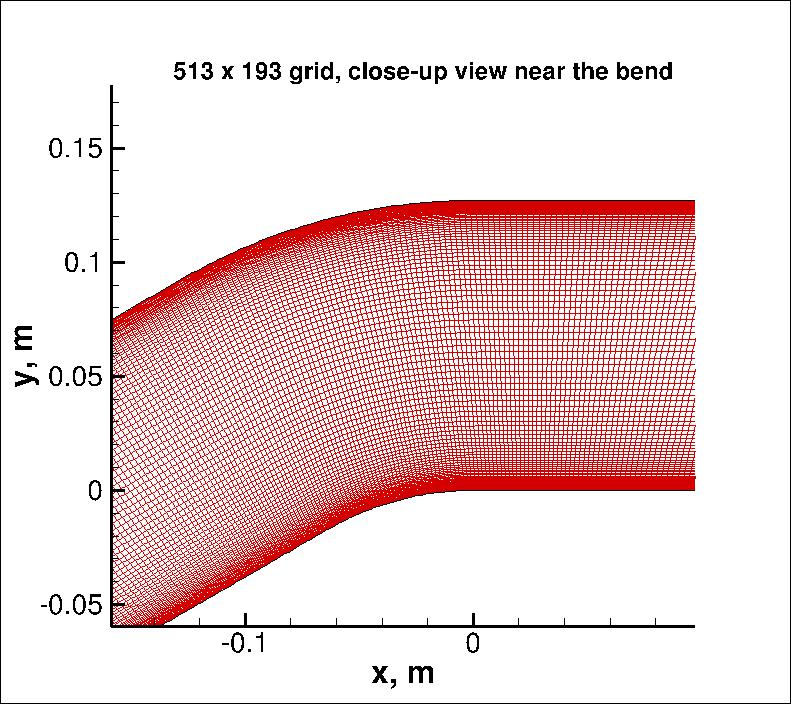 513 x 193 grid, close-up view near the bend
0.15
0.1
0.05
0
-0.05
y, m
-0.1
0
x, m